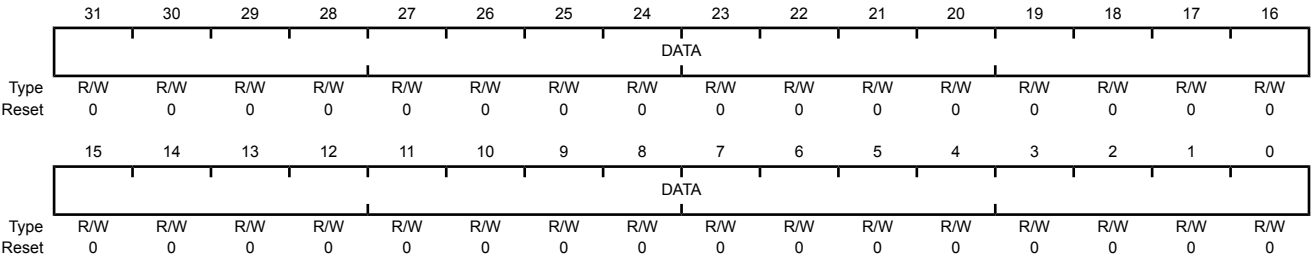 31 30 29 28 27 26 25 24 23 22 21 20 19 18 17 16
DATA
Type R/W R/W R/W R/W R/W R/W R/W R/W R/W R/W R/W R/W R/W R/W R/W R/W
Reset 0 0 0 0 0 0 0 0 0 0 0 0 0 0 0 0
15 14 13 12 11 10 9 8 7 6 5 4 3 2 1 0
DATA
Type R/W R/W R/W R/W R/W R/W R/W R/W R/W R/W R/W R/W R/W R/W R/W R/W
Reset 0 0 0 0 0 0 0 0 0 0 0 0 0 0 0 0